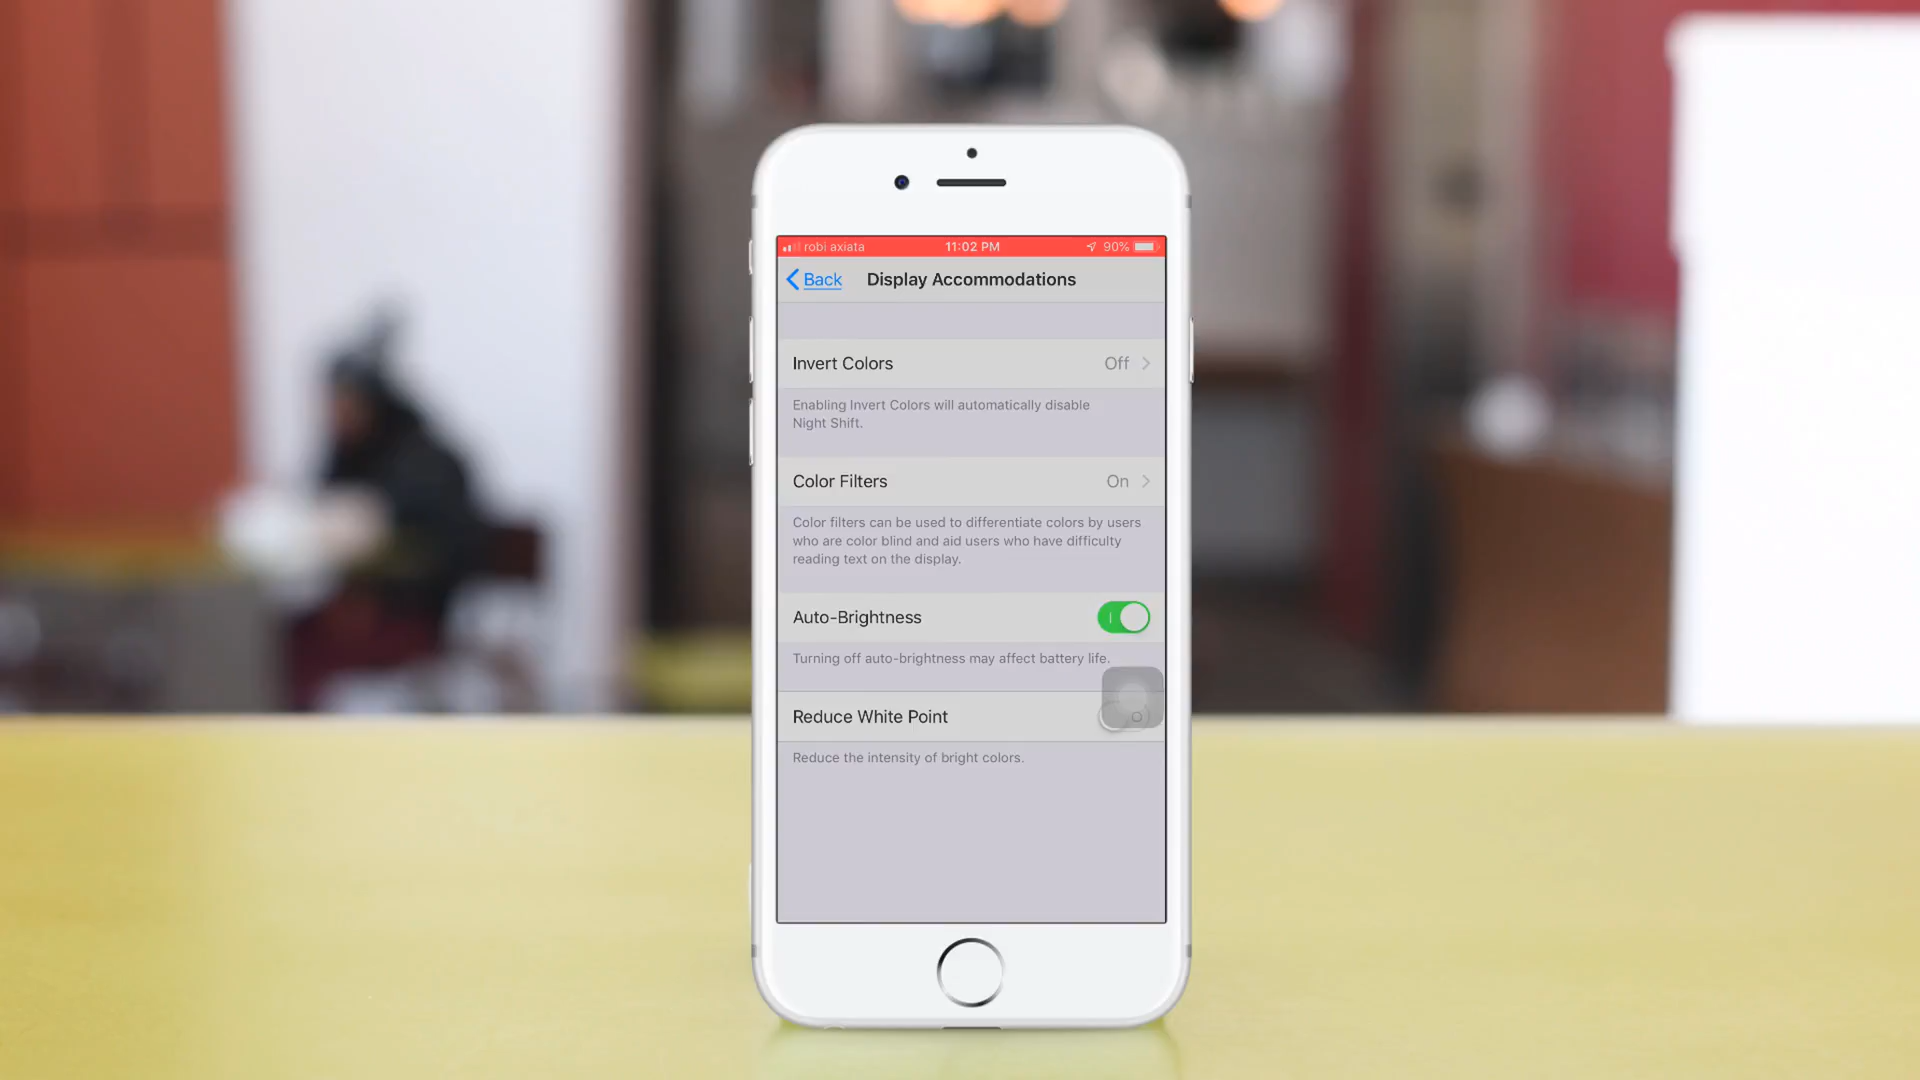 robi axiata
11:02 PM
90%
Back
Display Accommodations
Invert Colors
Off
Enabling Invert Colors will automatically disable
Night Shift.
Color Filters
On
Color filters can be used to differentiate colors by users
who are color blind and aid users who have difficulty
reading text on the display.
Auto-Brightness
Turning off auto-brightness may affect battery life.
Reduce White Point
Reduce the intensity of bright colors.